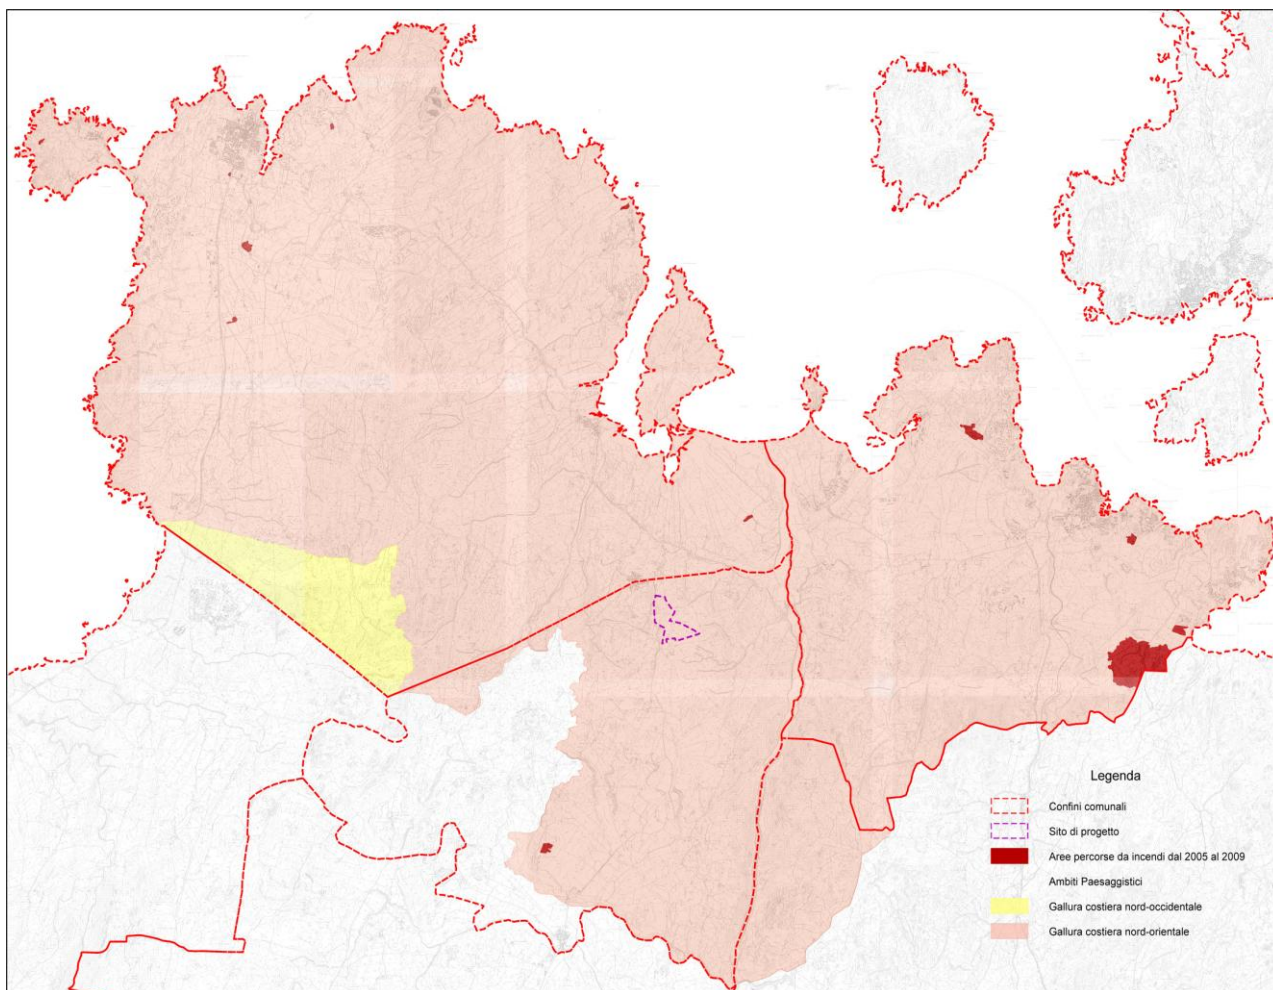 Legenda
Confini comunali
Sito di progetto
Aree percorse da incendi dal 2005 al 2009
Ambiti Paesaggistici
Gallura costiera nord-occidentale
Gallura costiera nord-orientale